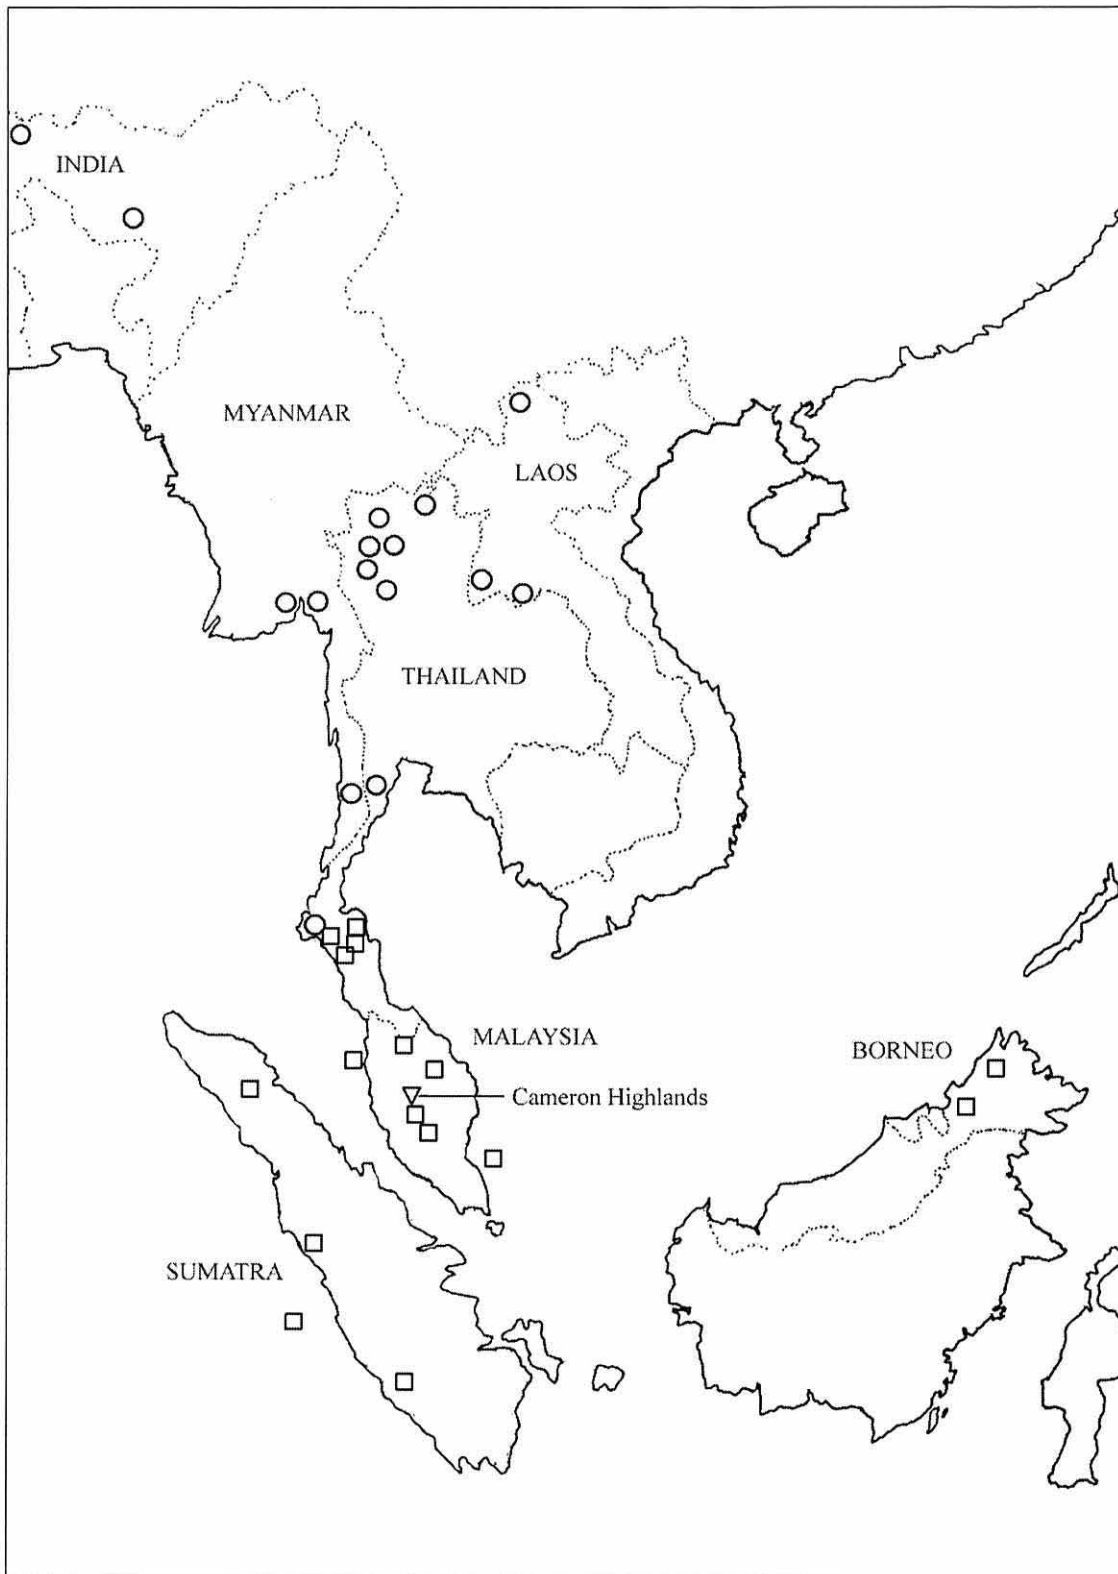 INDIA
MYANMAR
LAOS
THAILAND
MALAYSIA
BORNEO
Cameron Highlands
SUMATRA